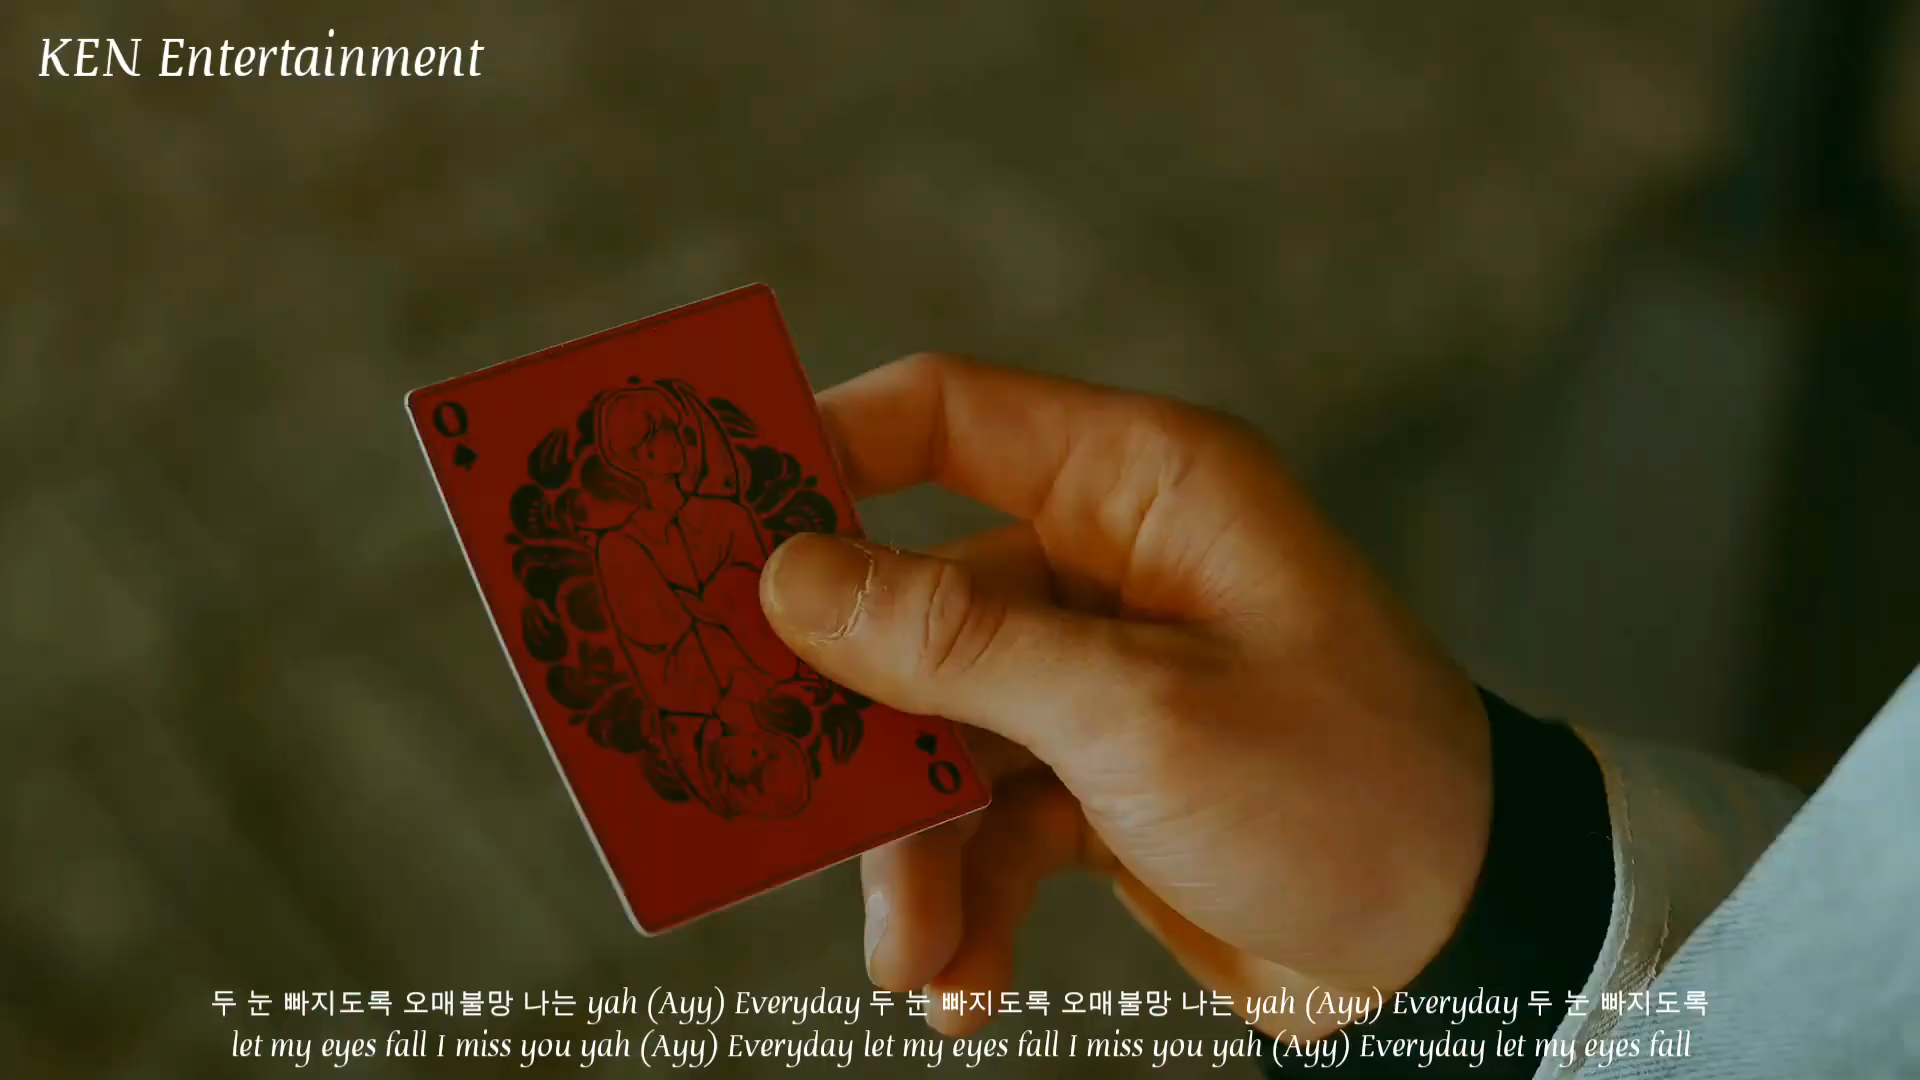 KEN Entertainment
Q
Q
두 눈 빠지도록 오매불망 나는 yah (Ayy) Everyday 두 눈 빠지도록 오매불망 나는 yah (Ayy) Everyday 두 눈 빠지도록
let my eyes fall I miss you yah (Ayy) Everyday let my eyes fall I miss you yah (Ayy) Everyday let my eyes fall